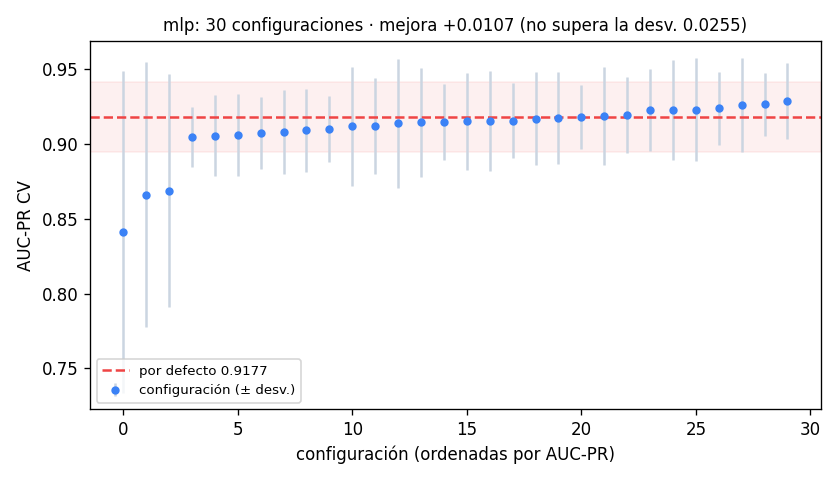 mlp: 30 configuraciones · mejora +0.0107 (no supera la desv. 0.0255)
AUC-PR CV
0.95
0.90
0.85
0.80
0.75
por defecto 0.9177
configuración (± desv.)
0 5 10 15 20 25 30
configuración (ordenadas por AUC-PR)